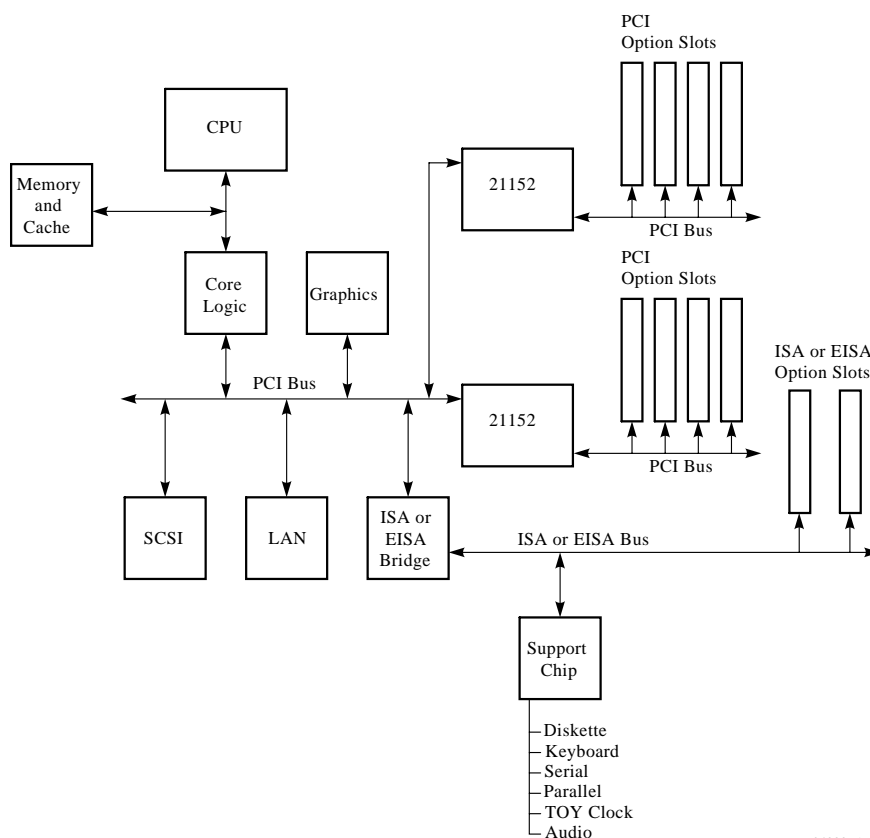 PCI
Option Slots
CPU
21152
Memory
and
Cache
PCI Bus
PCI
Option Slots
Core
Logic
Graphics
ISA or EISA
Option Slots
PCI Bus
21152
PCI Bus
SCSI
LAN
ISA or
EISA
Bridge
ISA or EISA Bus
Support
Chip
Diskette
Keyboard
Serial
Parallel
TOY Clock
Audio